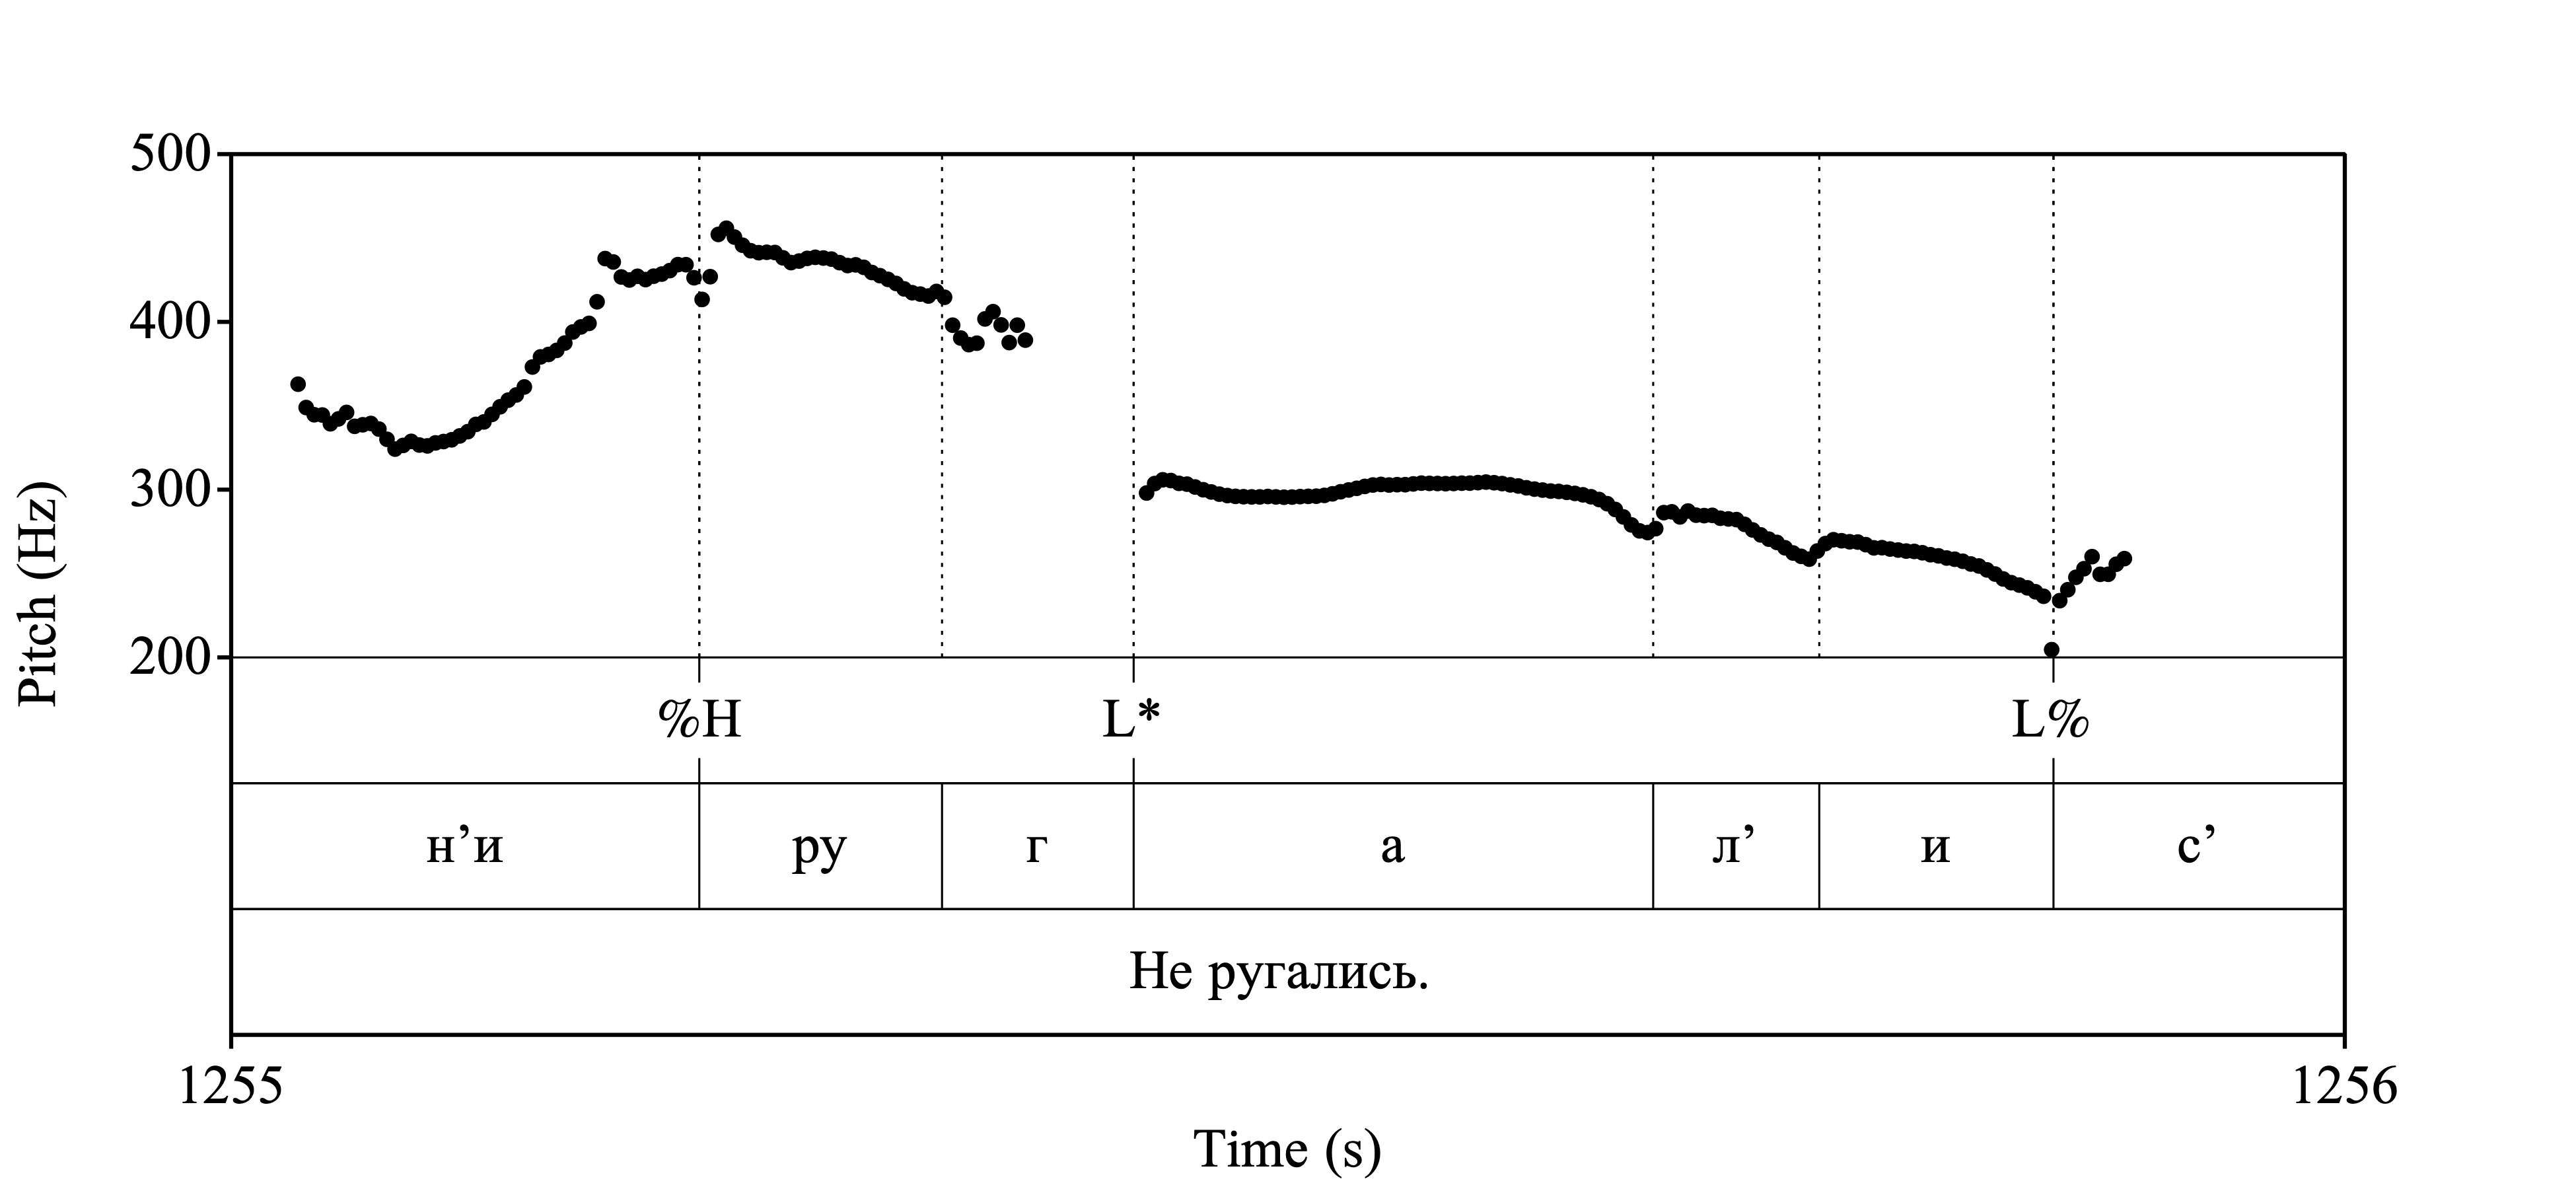 500
400
300
200
Pitch (Hz)
%H L* L%
н’и ру г а л’ и с’
Не ругались.
1255 1256
Time (s)